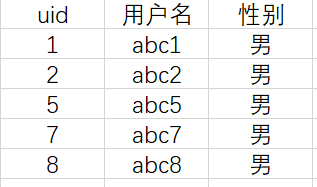 uid 用户名 性别
1 abc1 男
2 abc2 男
5 abc5 男
7 abc7 男
8 abc8 男